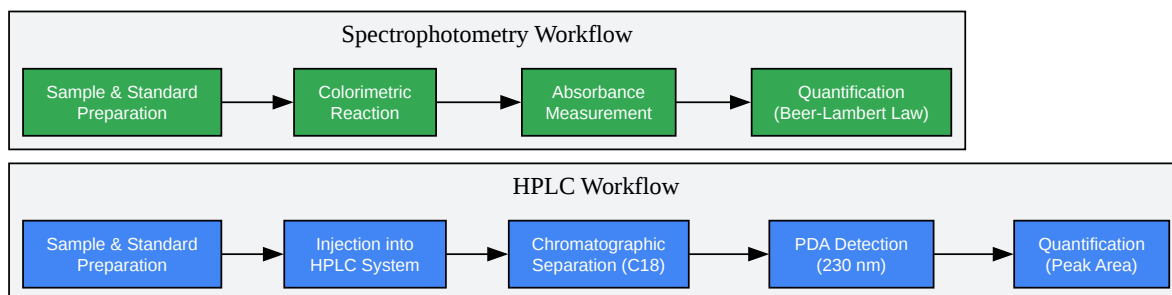 Spectrophotometry Workflow
Sample & Standard
Preparation
Colorimetric
Reaction
Absorbance
Measurement
Quantification
(Beer-Lambert Law)
HPLC Workflow
Sample & Standard
Preparation
Injection into
HPLC System
Chromatographic
Separation (C18)
PDA Detection
(230 nm)
Quantification
(Peak Area)